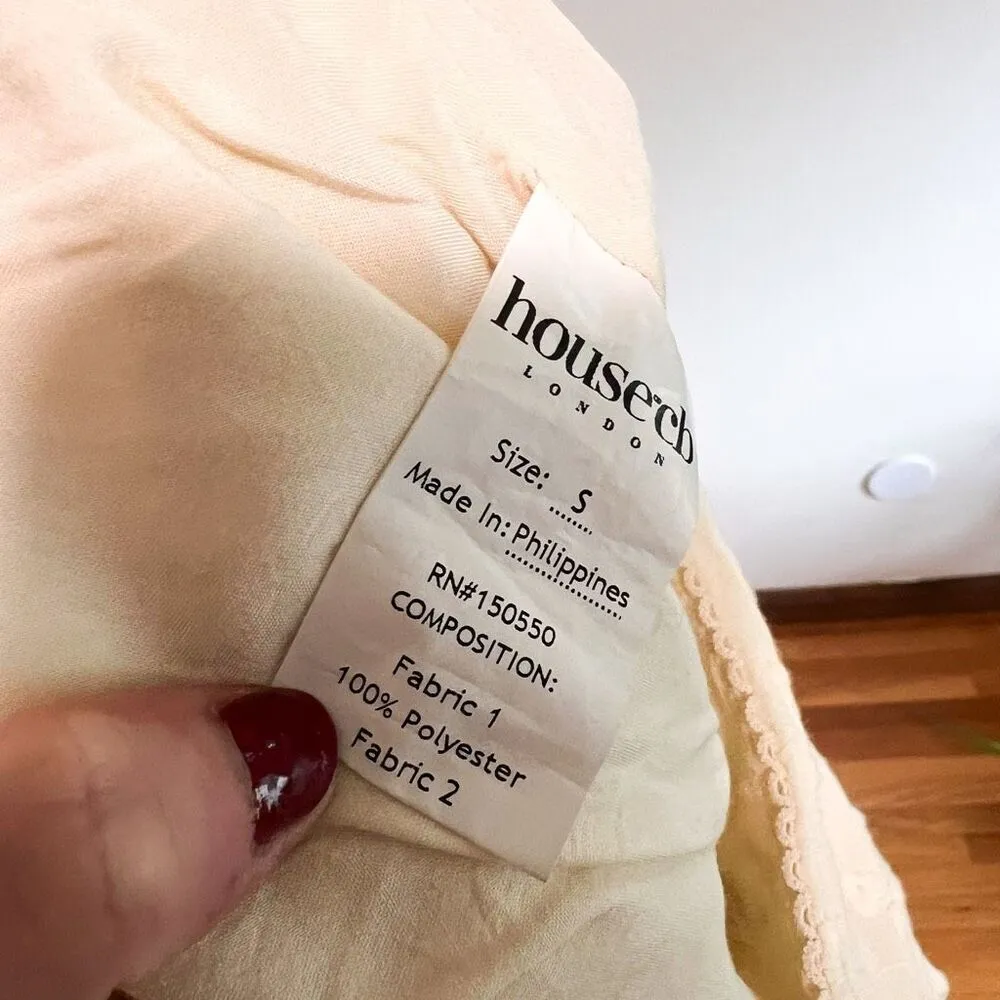 house of cb
LONDON
Size: S
Made In: Philippines
RN#150550
COMPOSITION:
Fabric 1
100% Polyester
Fabric 2